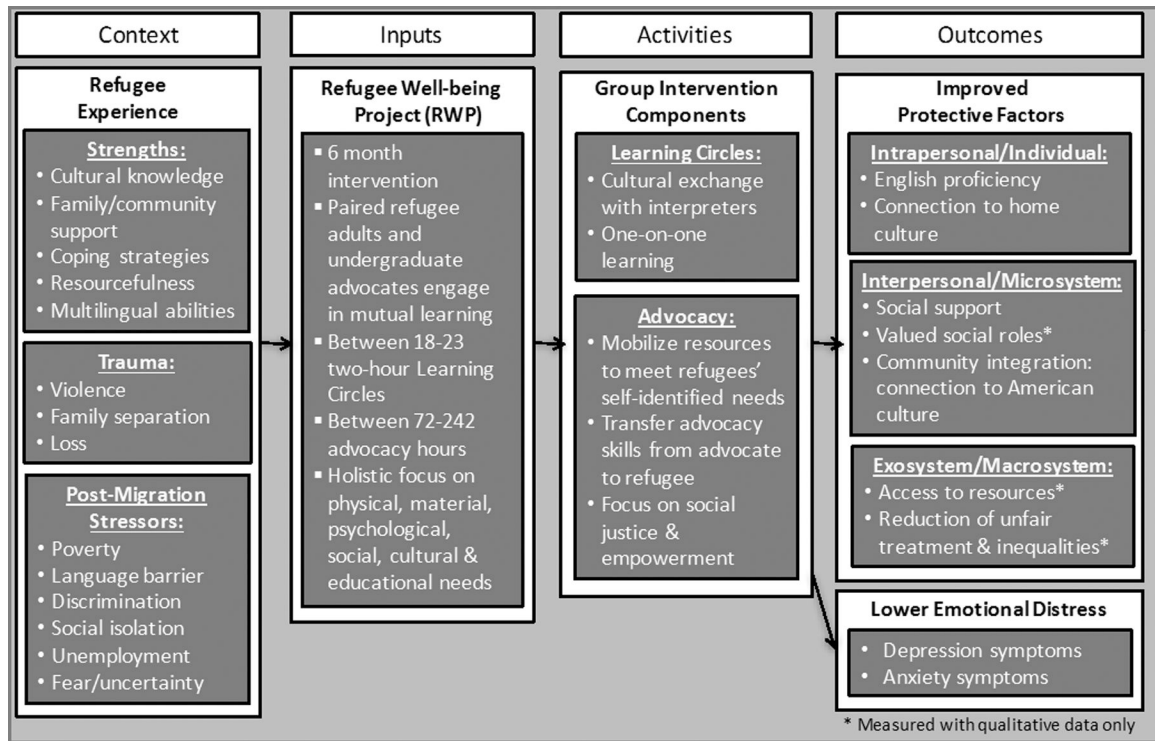 Context
Refugee
Experience
Strengths:
• Cultural knowledge
• Family/community
support
• Coping strategies
• Resourcefulness
• Multilingual abilities
Trauma:
• Violence
• Family separation
• Loss
Post-Migration
Stressors:
• Poverty
• Language barrier
• Discrimination
• Social isolation
• Unemployment
• Fear/uncertainty
Inputs
Refugee Well-being
Project (RWP)
▪ 6 month
intervention
▪ Paired refugee
adults and
undergraduate
advocates engage
in mutual learning
▪ Between 18-23
two-hour Learning
Circles
▪ Between 72-242
advocacy hours
▪ Holistic focus on
physical, material,
psychological,
social, cultural &
educational needs
Activities
Group Intervention
Components
Learning Circles:
• Cultural exchange
with interpreters
• One-on-one
learning
Advocacy:
• Mobilize resources
to meet refugees’
self-identified needs
• Transfer advocacy
skills from advocate
to refugee
• Focus on social
justice &
empowerment
Outcomes
Improved
Protective Factors
Intrapersonal/Individual:
• English proficiency
• Connection to home
culture
Interpersonal/Microsystem:
• Social support
• Valued social roles*
• Community integration:
connection to American
culture
Exosystem/Macrosystem:
• Access to resources*
• Reduction of unfair
treatment & inequalities*
Lower Emotional Distress
• Depression symptoms
• Anxiety symptoms
* Measured with qualitative data only